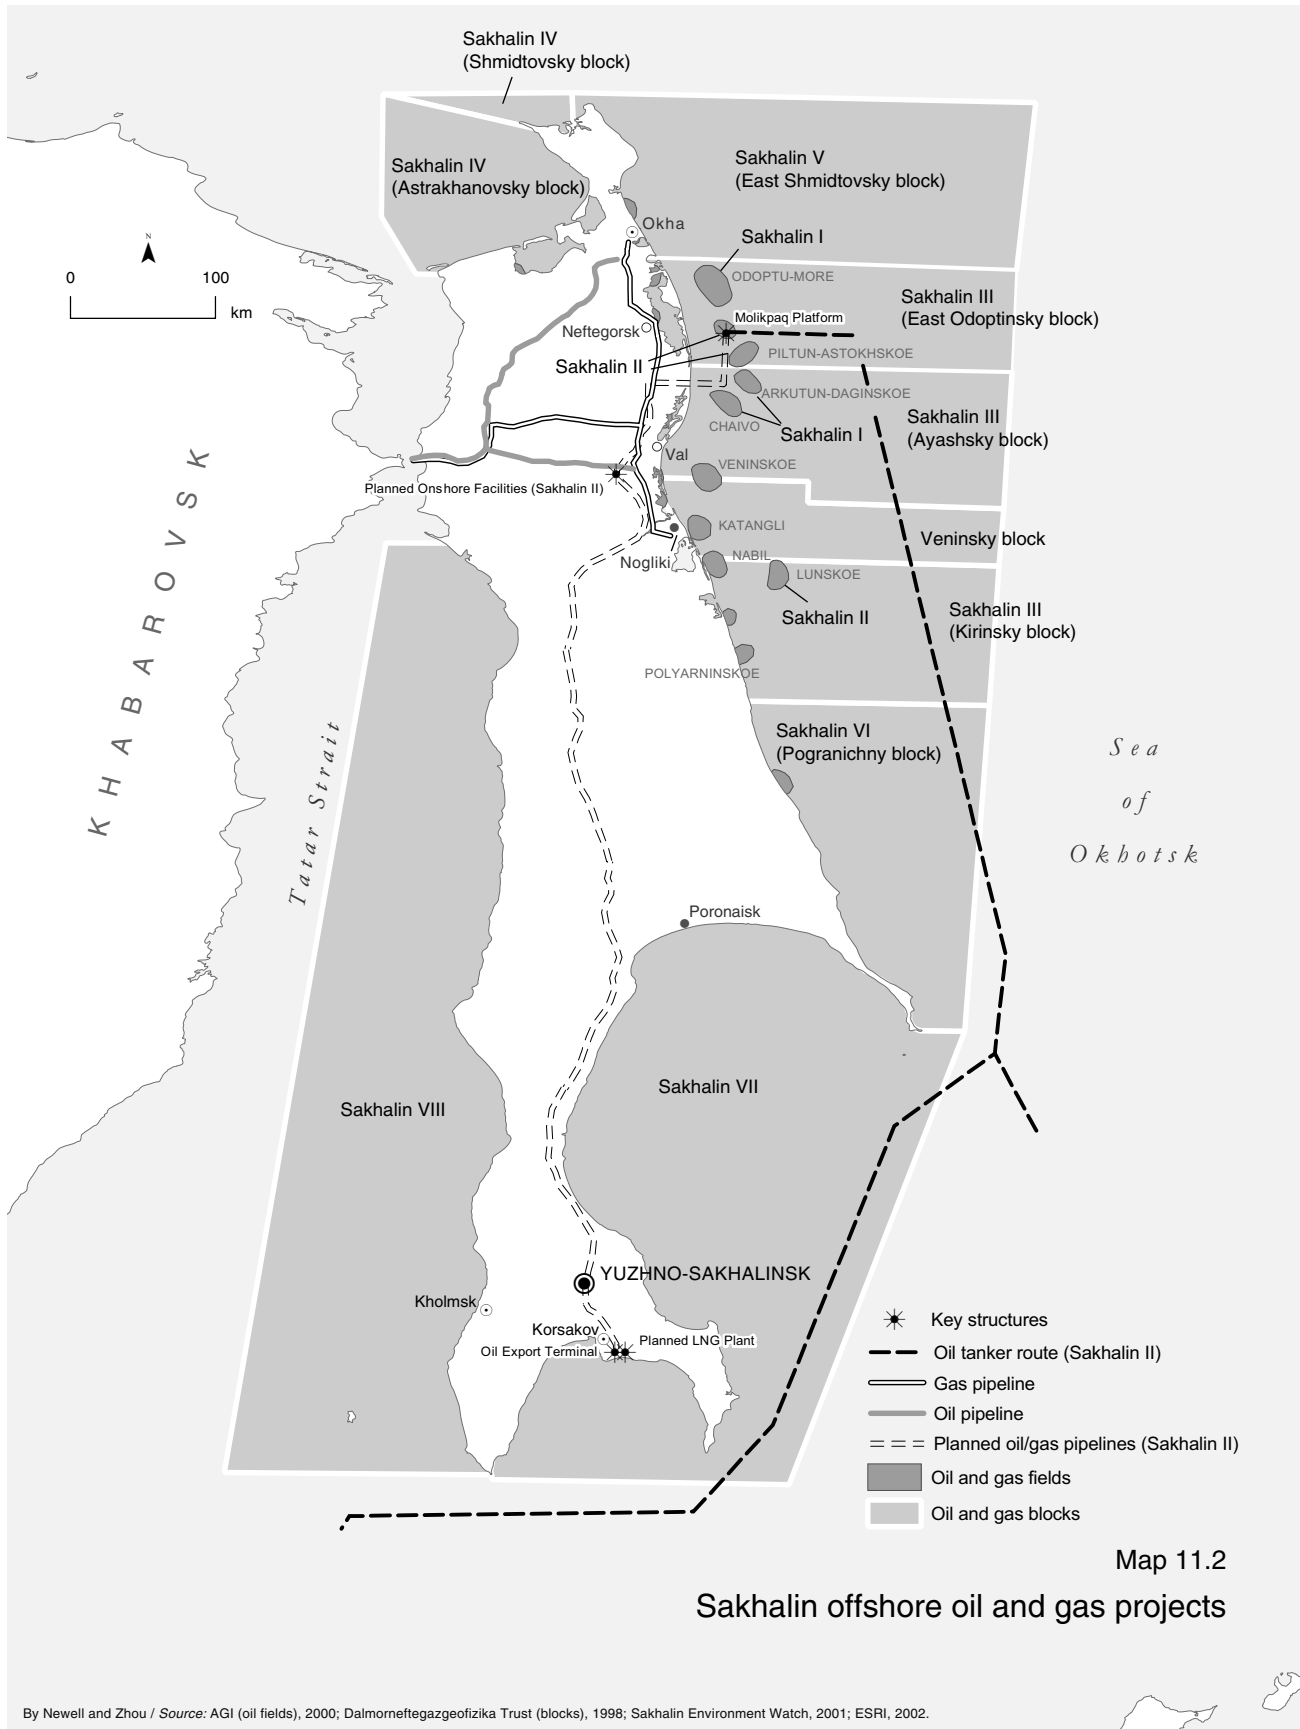 Sakhalin IV
(Shmidtovsky block)
Sakhalin IV
(Astrakhanovsky block)
Sakhalin V
(East Shmidtovsky block)
Okha
Sakhalin I
N
0
100
km
ODOPTU-MORE
Sakhalin III
(East Odoptinsky block)
Molikpaq Platform
Neftegorsk
Sakhalin II
PILTUN-ASTOKHSKOE
ARKUTUN-DAGINSKOE
CHAIVO
Sakhalin I
Sakhalin III
(Ayashsky block)
Val
VENINSKOE
Planned Onshore Facilities (Sakhalin II)
KATANGLI
Veninsky block
NABIL
Nogliki
LUNSKOE
Sakhalin II
Sakhalin III
(Kirinsky block)
POLYARNINSKOE
KHABAROVSK
Tatar Strait
Sakhalin VI
(Pogranichny block)
Sea
of
Okhotsk
Poronaisk
Sakhalin VII
Sakhalin VIII
YUZHNO-SAKHALINSK
Kholmsk
Korsakov
Oil Export Terminal
Planned LNG Plant
Key structures
Oil tanker route (Sakhalin II)
Gas pipeline
Oil pipeline
Planned oil/gas pipelines (Sakhalin II)
Oil and gas fields
Oil and gas blocks
Map 11.2
Sakhalin offshore oil and gas projects
By Newell and Zhou / Source: AGI (oil fields), 2000; Dalmorneftegazgeofizika Trust (blocks), 1998; Sakhalin Environment Watch, 2001; ESRI, 2002.